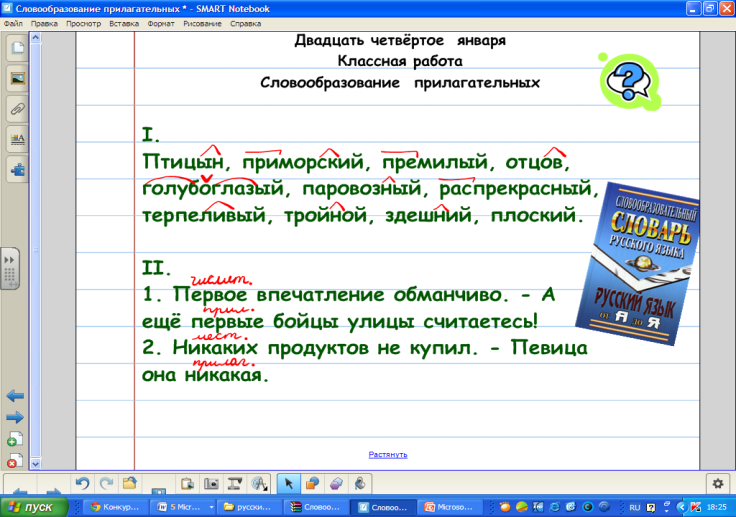 Словообразование прилагательных * - SMART Notebook
Файл Правка Просмотр Вставка Формат Рисование Справка
Двадцать четвёртое января
Классная работа
Словообразование прилагательных
I.
Птицын, приморский, премилый, отцов,
голубоглазый, паровозный, распрекрасный,
терпеливый, тройной, здешний, плоский.
СЛОВООБРАЗОВАТЕЛЬНЫЙ
СЛОВАРЬ
РУССКОГО ЯЗЫКА
РУССКИЙ ЯЗЫК
от А до Я
II.
числит.
1. Первое впечатление обманчиво. - А
прил.
ещё первые бойцы улицы считаетесь!
мест.
2. Никаких продуктов не купил. - Певица
прилаг.
она никакая.
Растянуть
пуск
Конкур...
5 Micr...
русски...
Словоо...
Словоо...
Microso...
RU
18:25